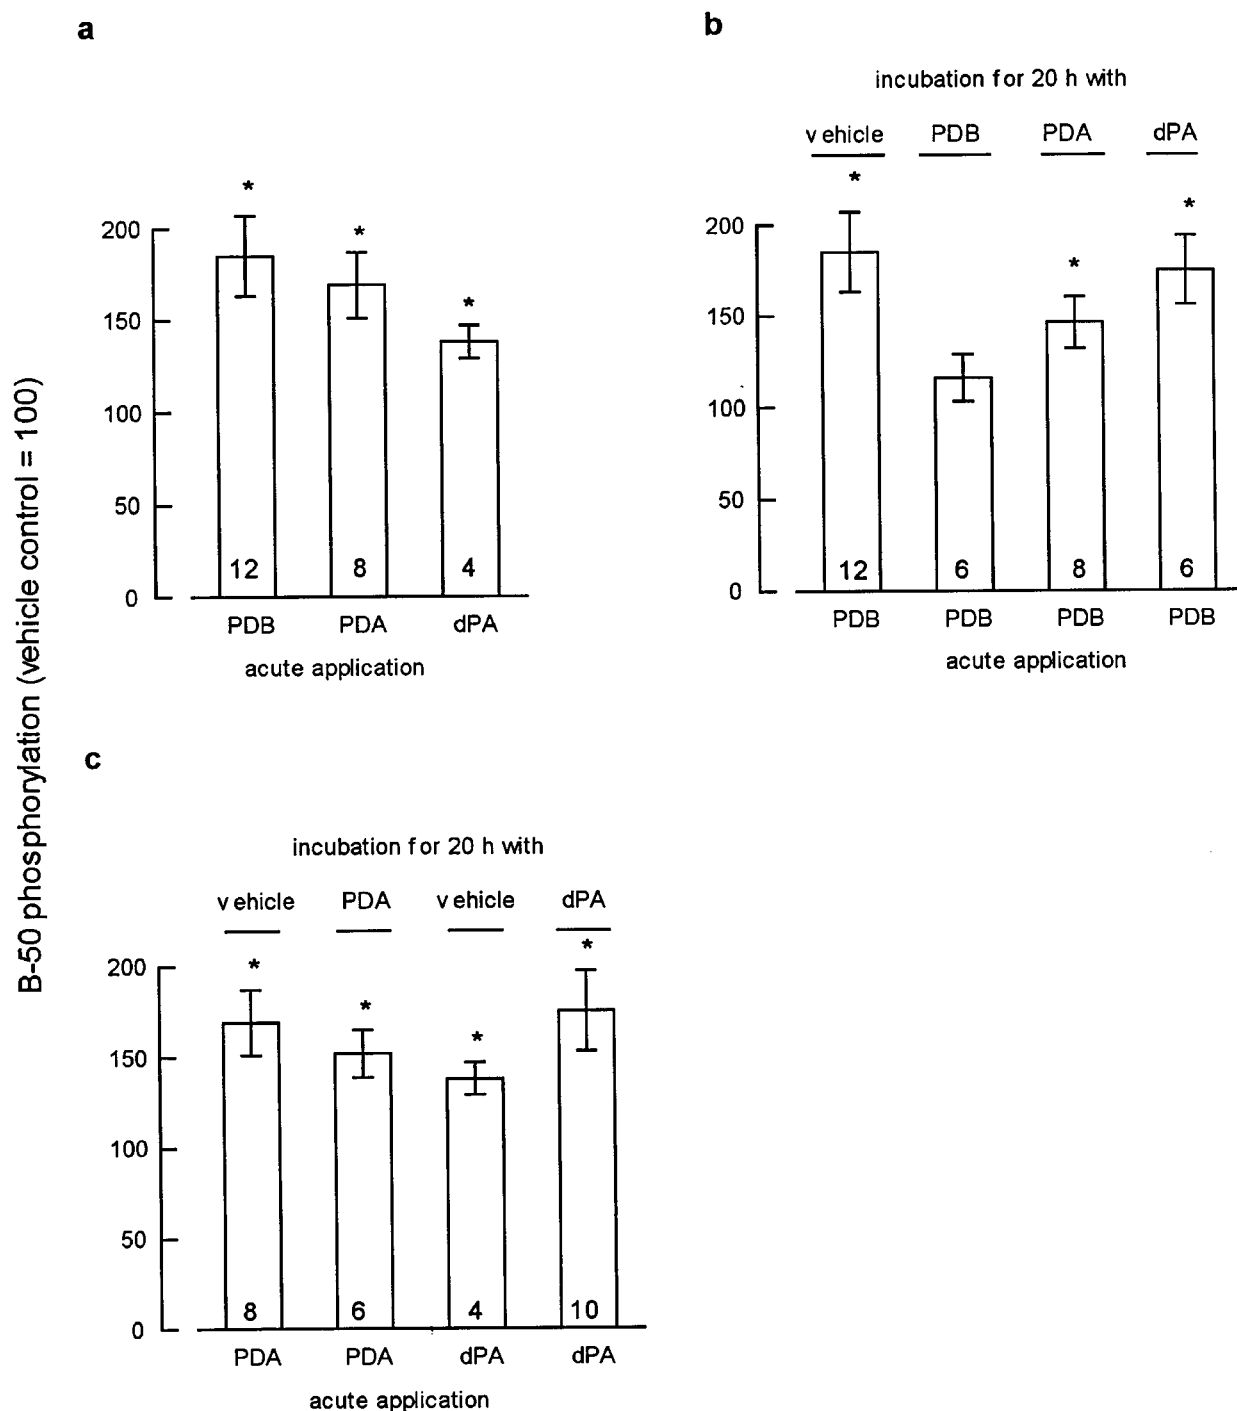 a
200
150
100
50
0
*
*
*
12
8
4
PDB PDA dPA
acute application
b
incubation for 20 h with
vehicle PDB PDA dPA
200
150
100
50
0
*
*
*
12
6
8
6
PDB PDB PDB PDB
acute application
B-50 phosphorylation (vehicle control = 100)
c
incubation for 20 h with
vehicle PDA vehicle dPA
200
150
100
50
0
*
*
*
*
8
6
4
10
PDA PDA dPA dPA
acute application